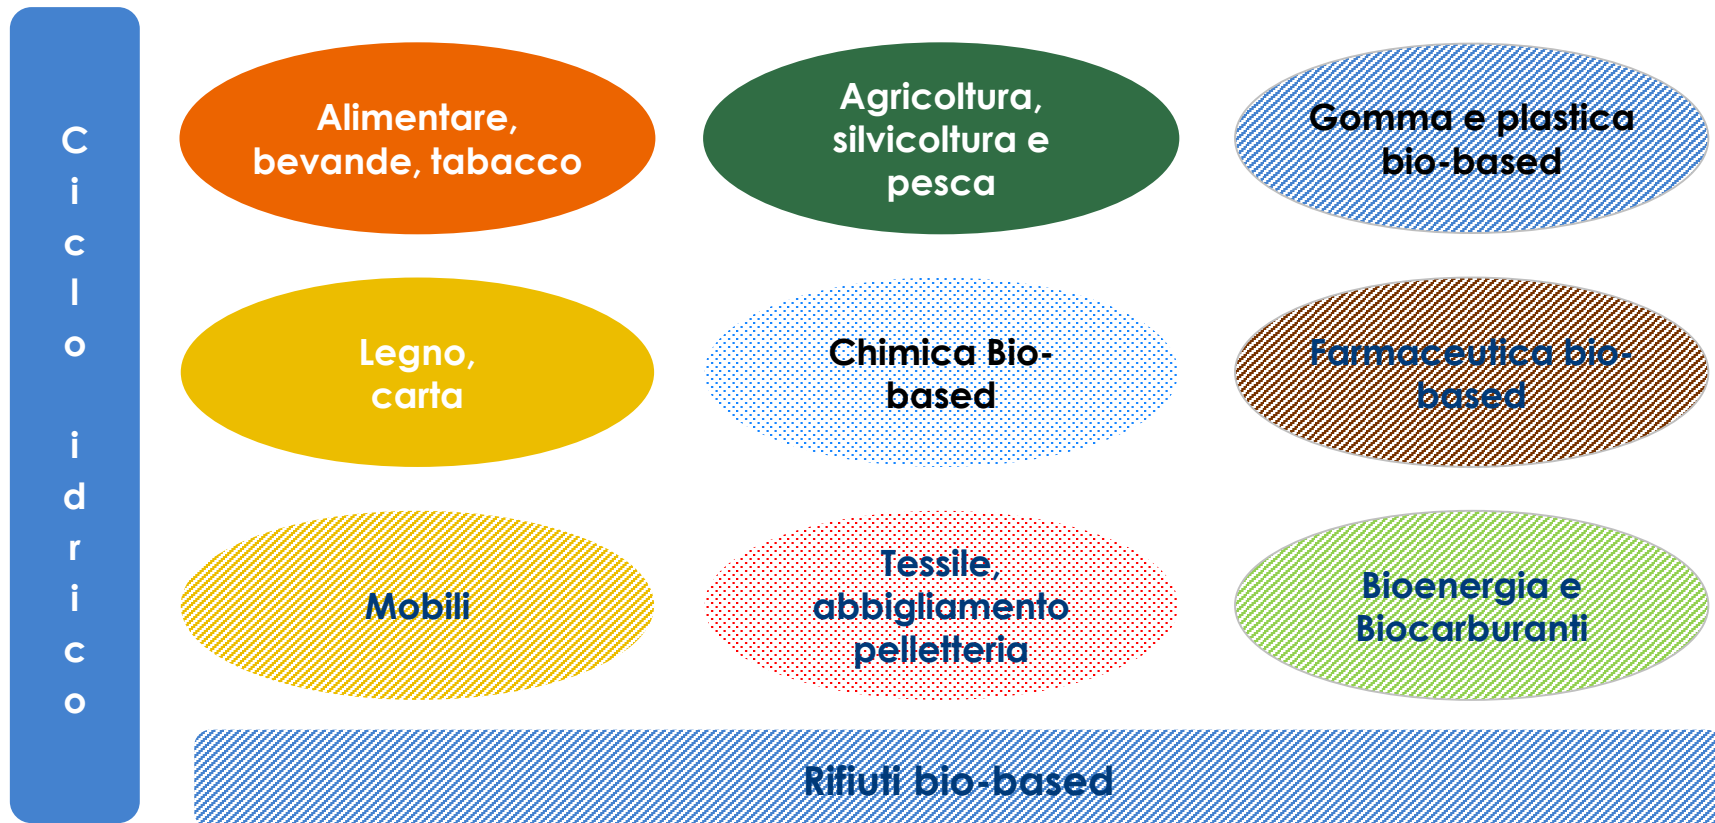 Ciclo idrico
Alimentare,
bevande, tabacco
Agricoltura,
silvicoltura e
pesca
Gomma e plastica
bio-based
Legno,
carta
Chimica Bio-
based
Farmaceutica bio-
based
Mobili
Tessile,
abbigliamento
pelletteria
Bioenergia e
Biocarburanti
Rifiuti bio-based